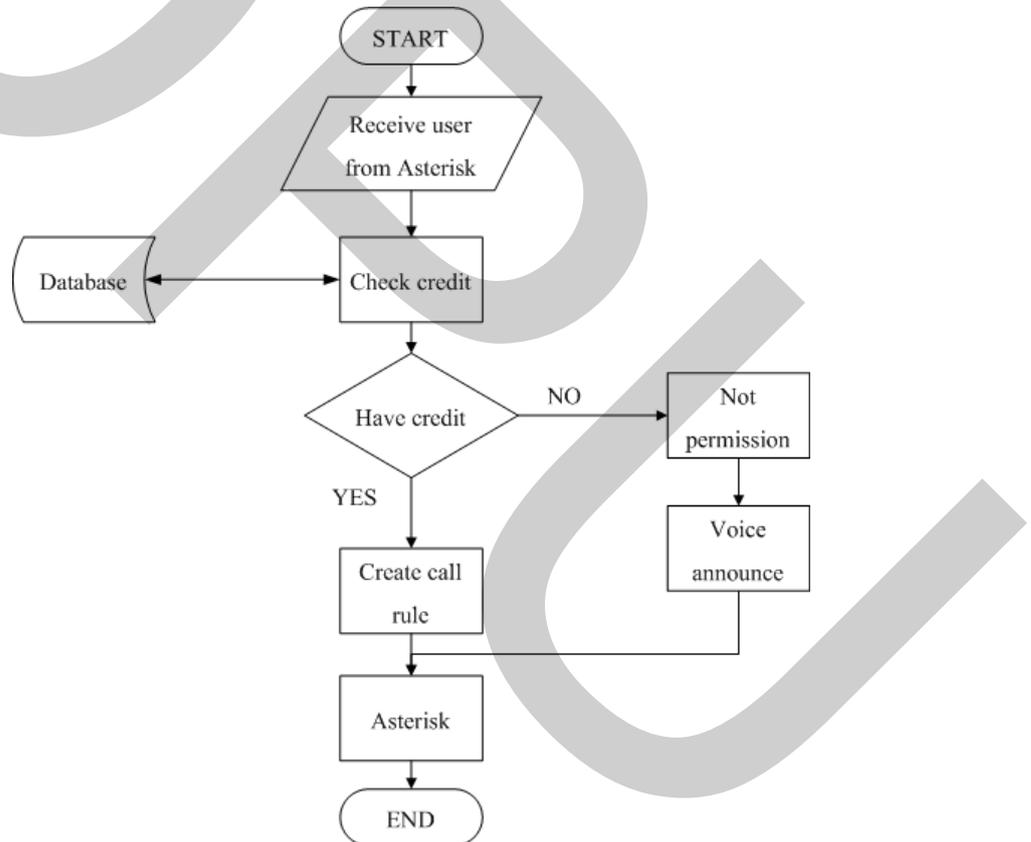 START
Receive user
from Asterisk
Database
Check credit
Have credit
NO
Not
permission
YES
Voice
announce
Create call
rule
Asterisk
END